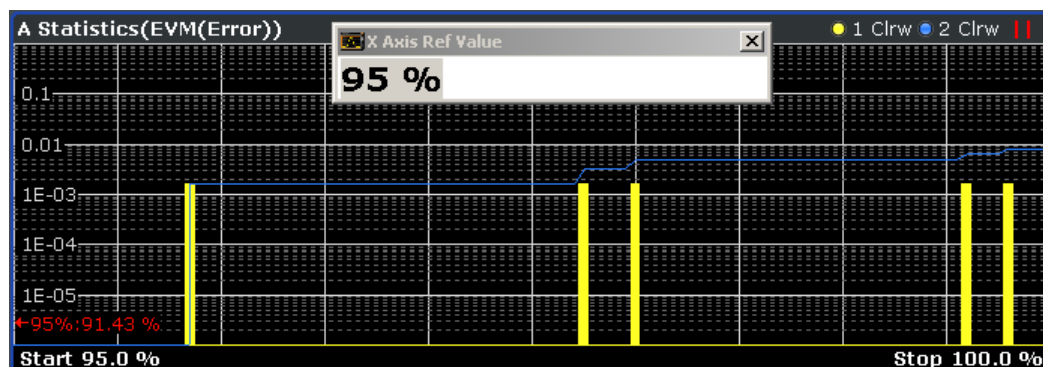 A Statistics(EVM(Error))
1 Clrw 2 Clrw
X Axis Ref Value
95 %
0.1
0.01
1E-03
1E-04
1E-05
95%:91.43 %
Start 95.0 %
Stop 100.0 %